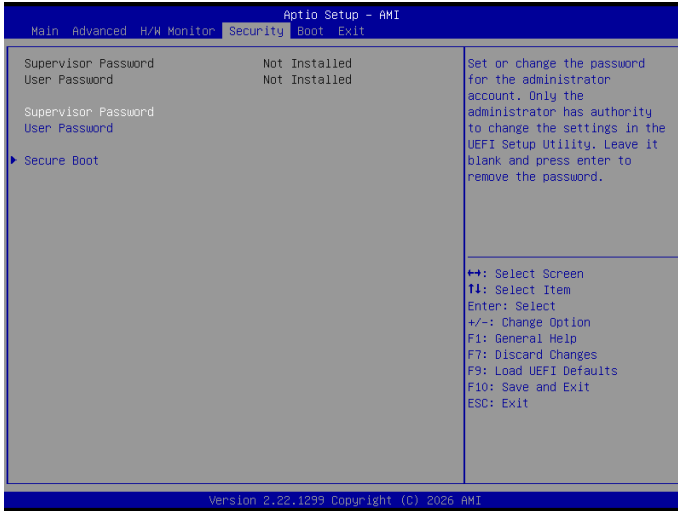 Aptio Setup – AMI
Main Advanced H/W Monitor Security Boot Exit
Supervisor Password Not Installed
User Password Not Installed
Supervisor Password
User Password
▶ Secure Boot
Set or change the password
for the administrator
account. Only the
administrator has authority
to change the settings in the
UEFI Setup Utility. Leave it
blank and press enter to
remove the password.
↔: Select Screen
↑↓: Select Item
Enter: Select
+/-: Change Option
F1: General Help
F7: Discard Changes
F9: Load UEFI Defaults
F10: Save and Exit
ESC: Exit
Version 2.22.1299 Copyright (C) 2026 AMI